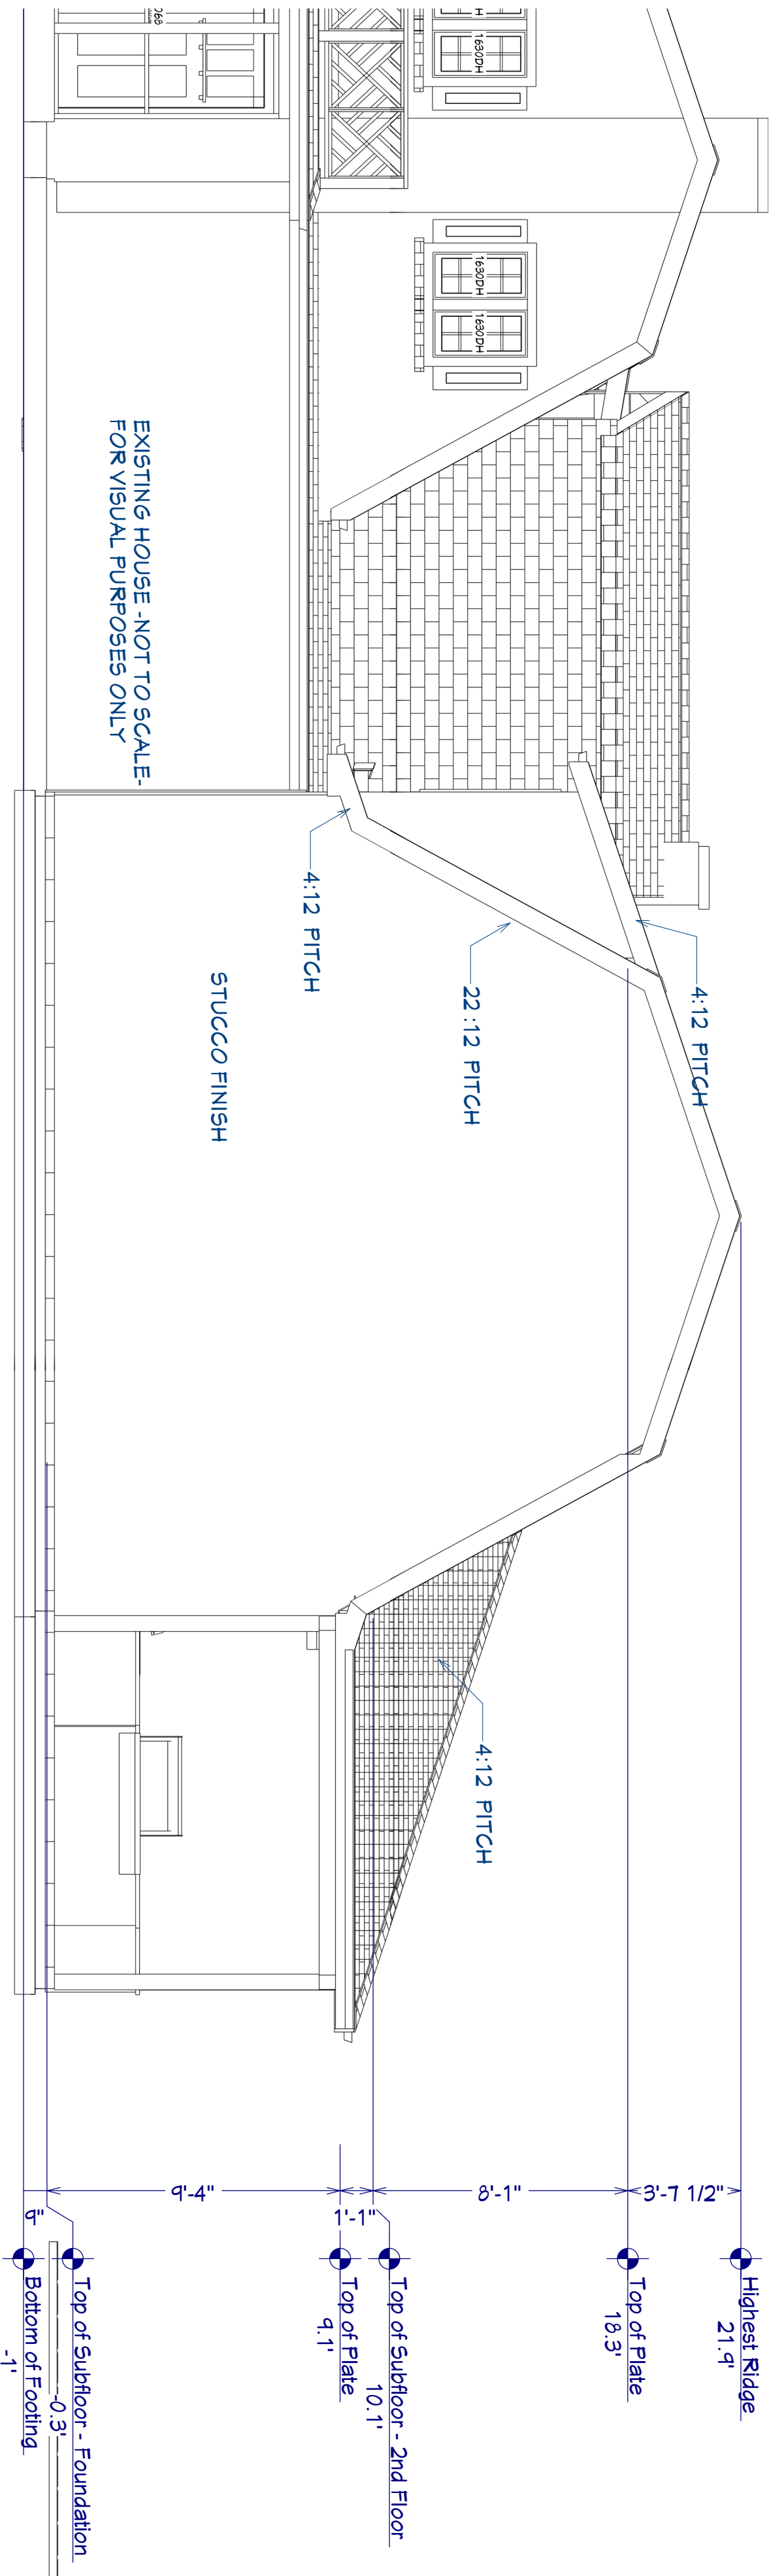 1630DH
1630DH
1630DH
EXISTING HOUSE -NOT TO SCALE-
FOR VISUAL PURPOSES ONLY
4:12 PITCH
22 :12 PITCH
4:12 PITCH
STUCCO FINISH
4:12 PITCH
3'-7 1/2"
8'-1"
1'-1"
9'-4"
9"
Highest Ridge
21.9'
Top of Plate
18.3'
Top of Subfloor - 2nd Floor
10.1'
Top of Plate
9.1'
Top of Subfloor - Foundation
-0.3'
Bottom of Footing
-1'